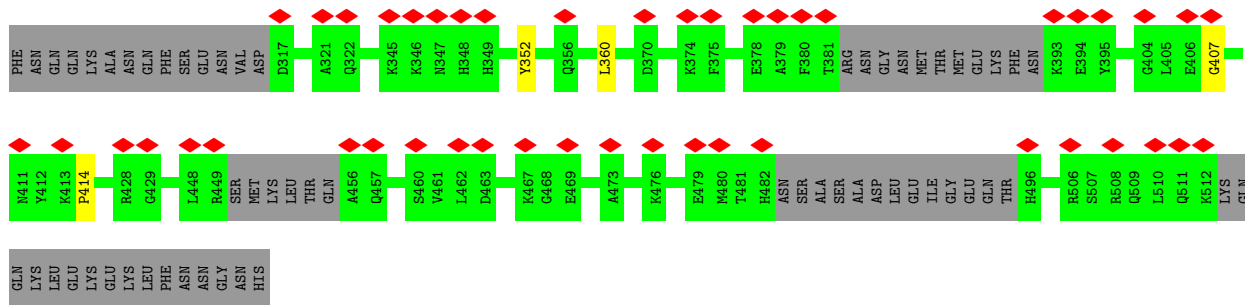 PHE ASN GLN GLN LYS ALA ASN GLN PHE SER GLU ASN VAL ASP D317 A321 Q322 K345 K346 N347 H348 H349 Y352 Q356 L360 D370 K374 F375 E378 A379 F380 T381 ARG ASN GLY ASN MET THR MET GLU LYS PHE ASN K393 E394 Y395 G404 L405 E406 G407
N411 Y412 K413 P414 R428 G429 L448 R449 SER MET LYS LEU THR GLN A456 Q457 S460 V461 L462 D463 K467 G468 E469 A473 K476 E479 M480 T481 H482 ASN SER ALA SER ALA ASP LEU GLU ILE GLY GLU GLN THR H496 R506 S507 R508 Q509 L510 Q511 K512 LYS GLN
GLN LYS LEU GLU LYS GLU LYS LEU PHE ASN ASN GLY ASN HIS